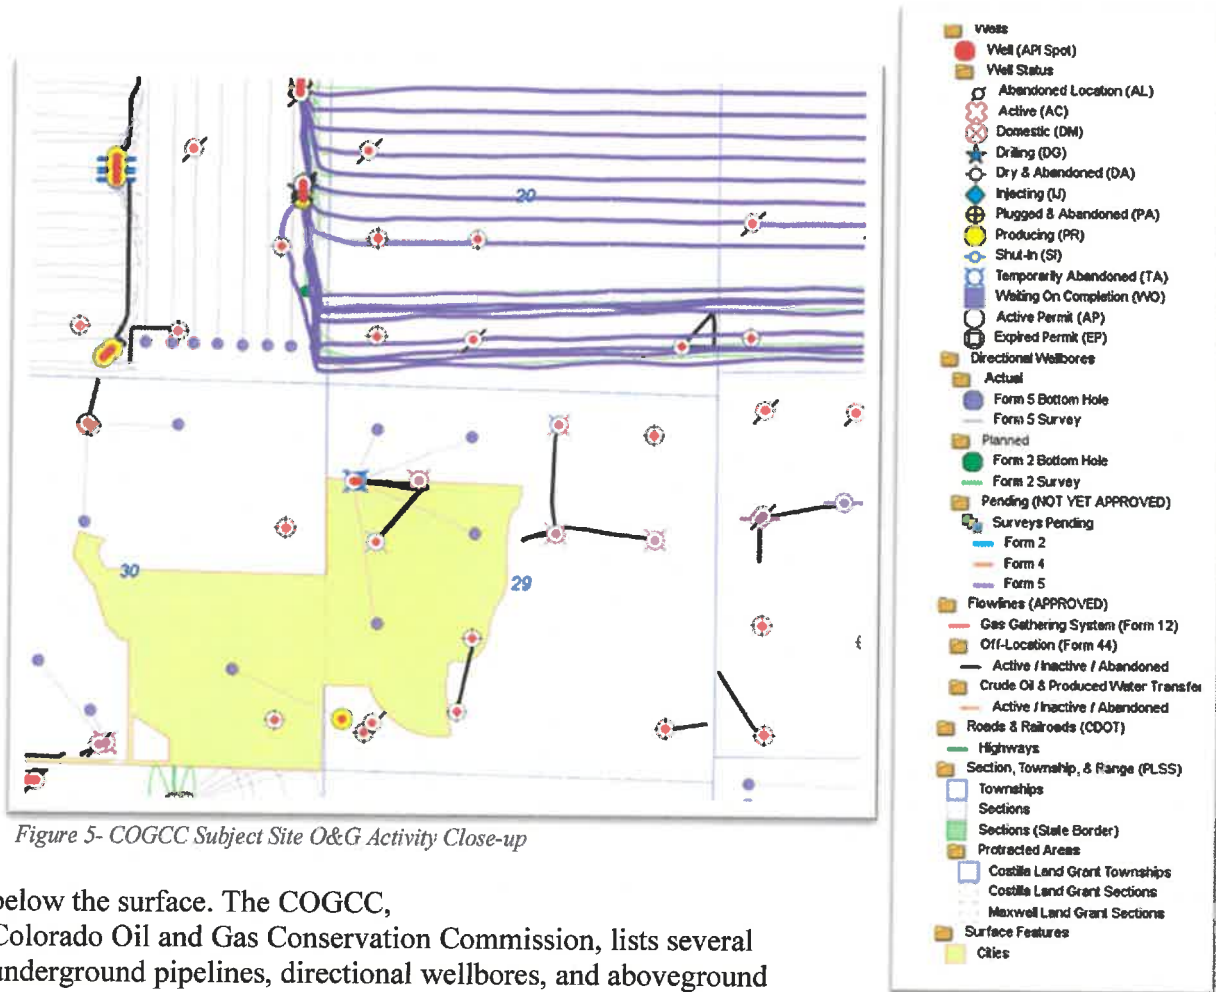 20
30
29
Figure 5- COGCC Subject Site O&G Activity Close-up
below the surface. The COGCC,
Colorado Oil and Gas Conservation Commission, lists several
underground pipelines, directional wellbores, and aboveground
Wells
Well (API Spot)
Well Status
Abandoned Location (AL)
Active (AC)
Domestic (DM)
Drilling (DG)
Dry & Abandoned (DA)
Injecting (IJ)
Plugged & Abandoned (PA)
Producing (PR)
Shut-In (SI)
Temporarily Abandoned (TA)
Waiting On Completion (WO)
Active Permit (AP)
Expired Permit (EP)
Directional Wellbores
Actual
Form 5 Bottom Hole
Form 5 Survey
Planned
Form 2 Bottom Hole
Form 2 Survey
Pending (NOT YET APPROVED)
Surveys Pending
Form 2
Form 4
Form 5
Flowlines (APPROVED)
Gas Gathering System (Form 12)
Off-Location (Form 44)
Active / Inactive / Abandoned
Crude Oil & Produced Water Transfer
Active / Inactive / Abandoned
Roads & Railroads (CDOT)
Highways
Section, Township, & Range (PLSS)
Townships
Sections
Sections (State Border)
Protracted Areas
Costilla Land Grant Townships
Costilla Land Grant Sections
Maxwell Land Grant Sections
Surface Features
Cities